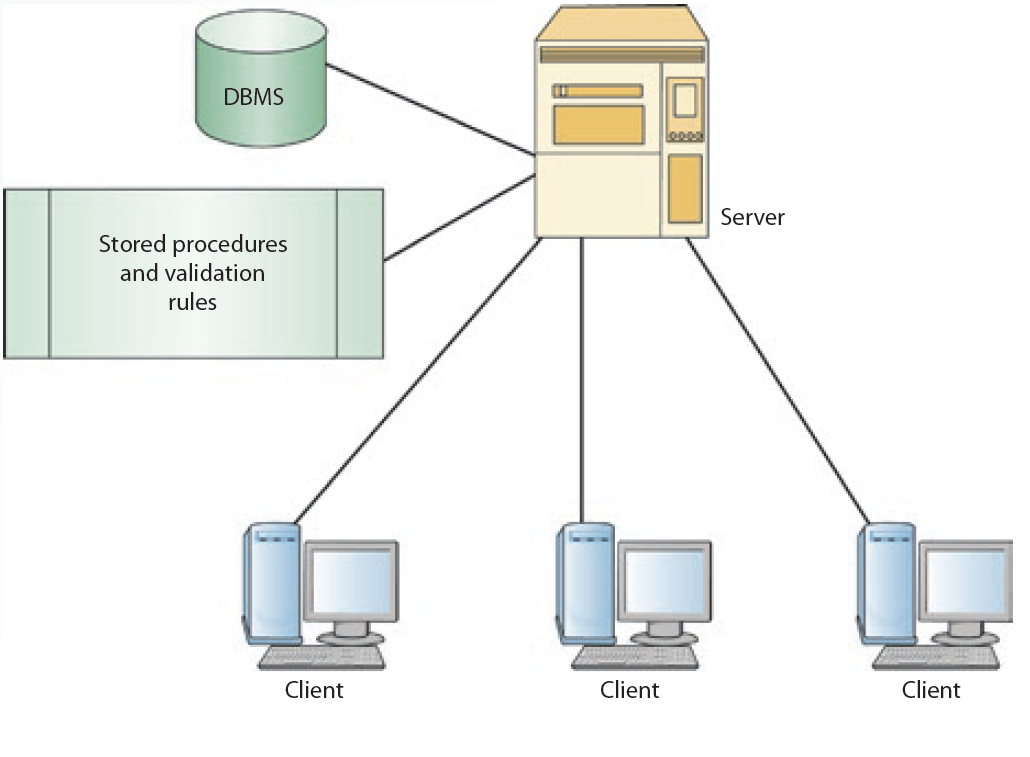 DBMS
Server
Stored procedures
and validation
rules
Client
Client
Client